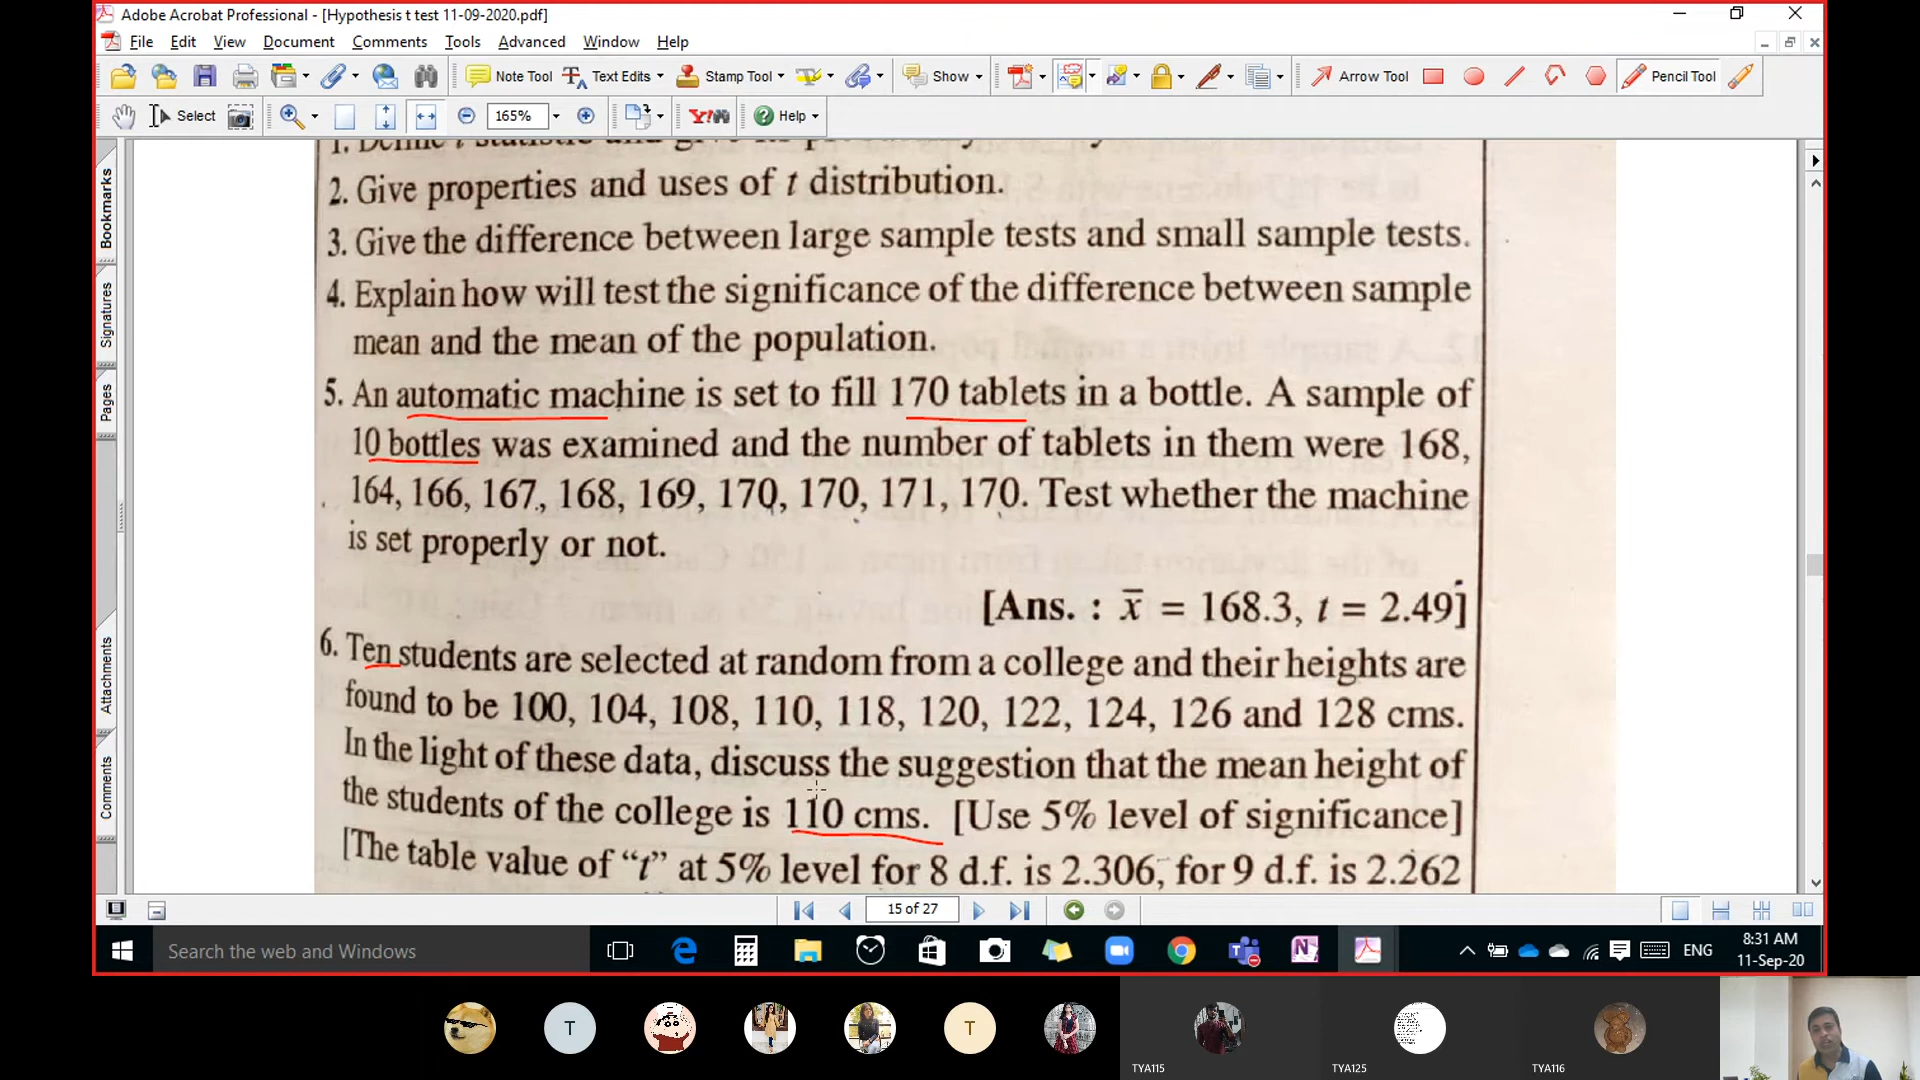 Adobe Acrobat Professional - [Hypothesis t test 11-09-2020.pdf]
File Edit View Document Comments Tools Advanced Window Help
Note Tool Text Edits Stamp Tool Show Arrow Tool Pencil Tool
Select 165% Y! Help
Bookmarks
Signatures
Pages
Attachments
Comments
1. Define t statistic and
2. Give properties and uses of t distribution.
3. Give the difference between large sample tests and small sample tests.
4. Explain how will test the significance of the difference between sample
mean and the mean of the population.
5. An automatic machine is set to fill 170 tablets in a bottle. A sample of
10 bottles was examined and the number of tablets in them were 168,
164, 166, 167, 168, 169, 170, 170, 171, 170. Test whether the machine
is set properly or not.
[Ans. : x̅ = 168.3, t = 2.49]
6. Ten students are selected at random from a college and their heights are
found to be 100, 104, 108, 110, 118, 120, 122, 124, 126 and 128 cms.
In the light of these data, discuss the suggestion that the mean height of
the students of the college is 110 cms. [Use 5% level of significance]
[The table value of “t” at 5% level for 8 d.f. is 2.306, for 9 d.f. is 2.262
15 of 27
Search the web and Windows
ENG
8:31 AM
11-Sep-20
T
T
TYA115
TYA125
TYA116